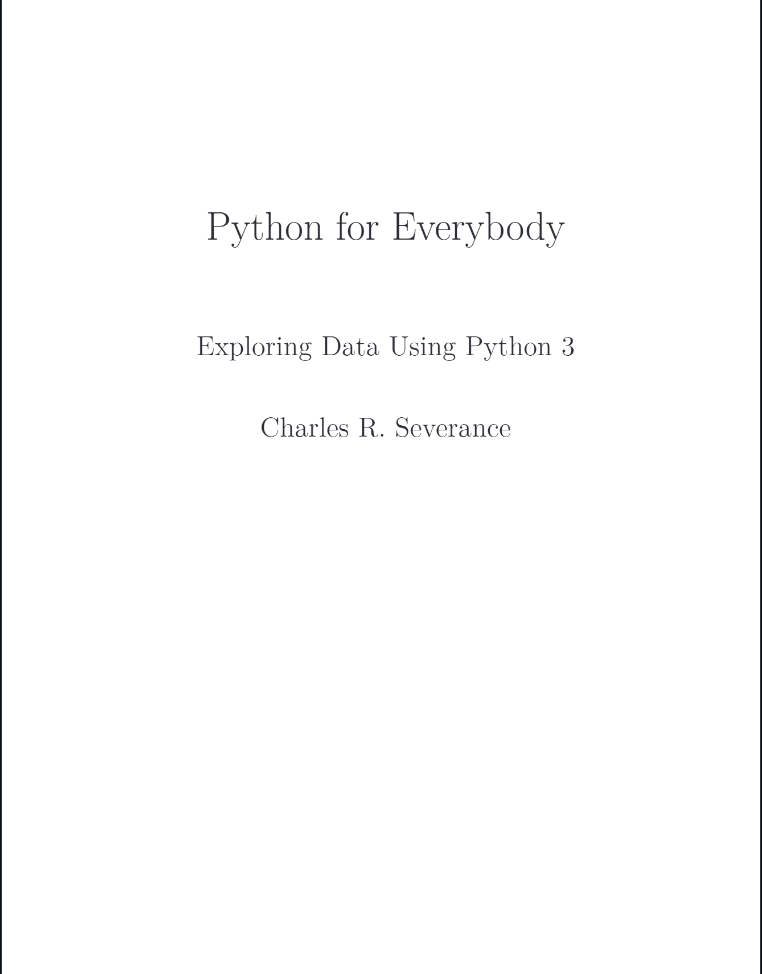 Python for Everybody
Exploring Data Using Python 3
Charles R. Severance